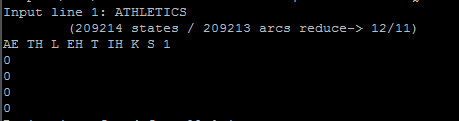 Input line 1: ATHLETICS
(209214 states / 209213 arcs reduce-> 12/11)
AE TH L EH T IH K S 1
0
0
0
0